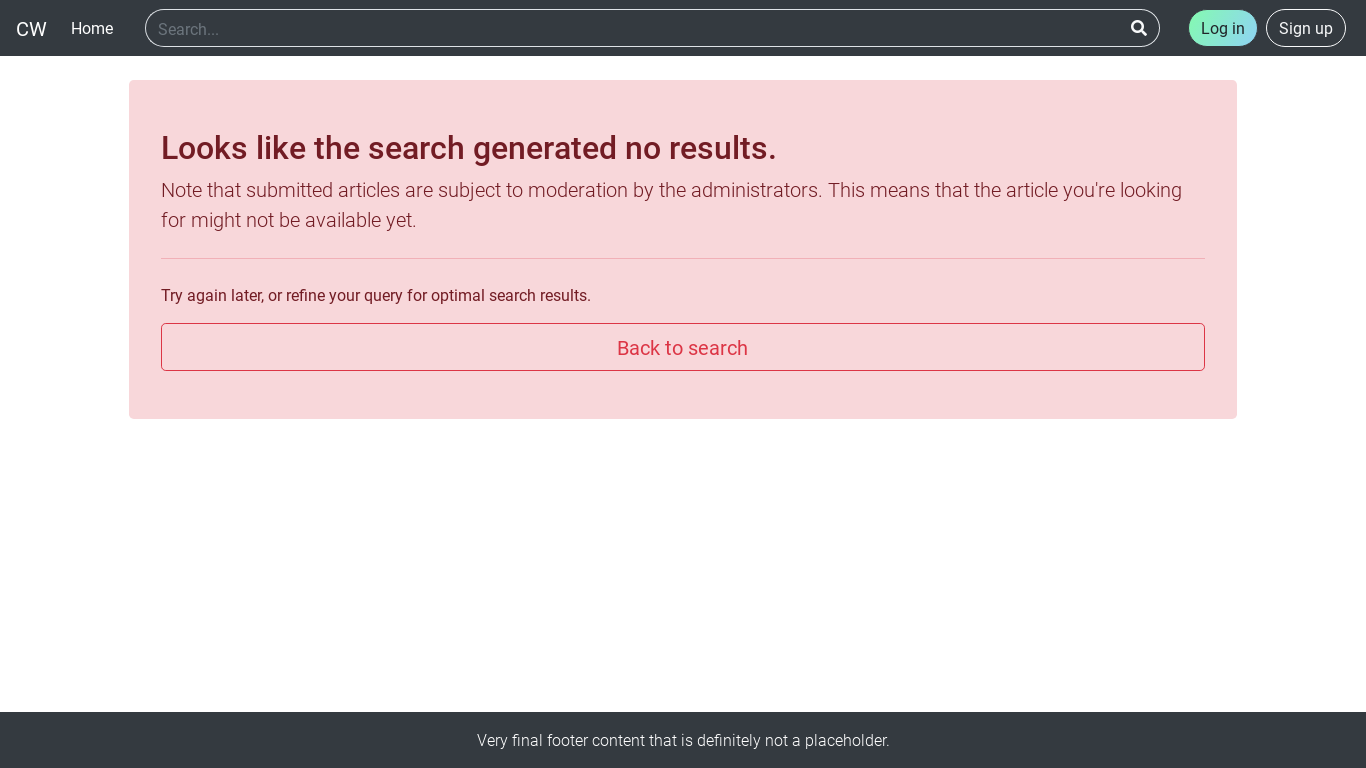 CW Home Search... Log in Sign up
Looks like the search generated no results.
Note that submitted articles are subject to moderation by the administrators. This means that the article you're looking
for might not be available yet.
Try again later, or refine your query for optimal search results.
Back to search
Very final footer content that is definitely not a placeholder.